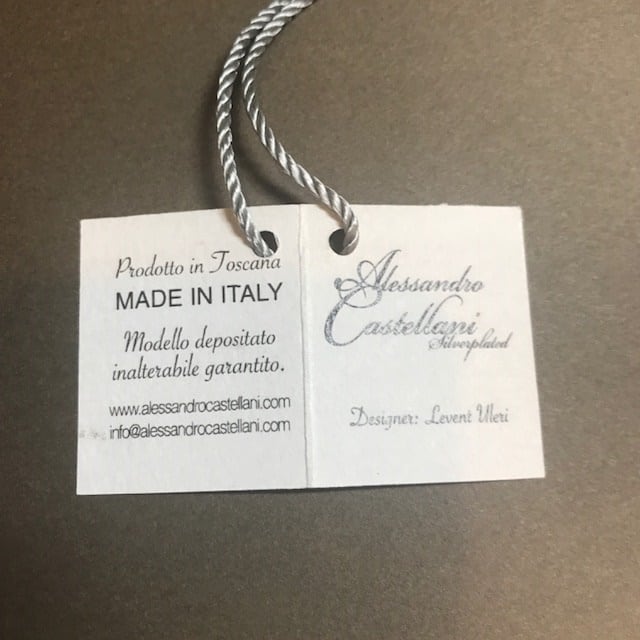 Prodotto in Toscana
MADE IN ITALY
Modello depositato
inalterabile garantito.
www.alessandrocastellani.com
info@alessandrocastellani.com
Alessandro
Castellani
Silverplated
Designer: Levent Uleri